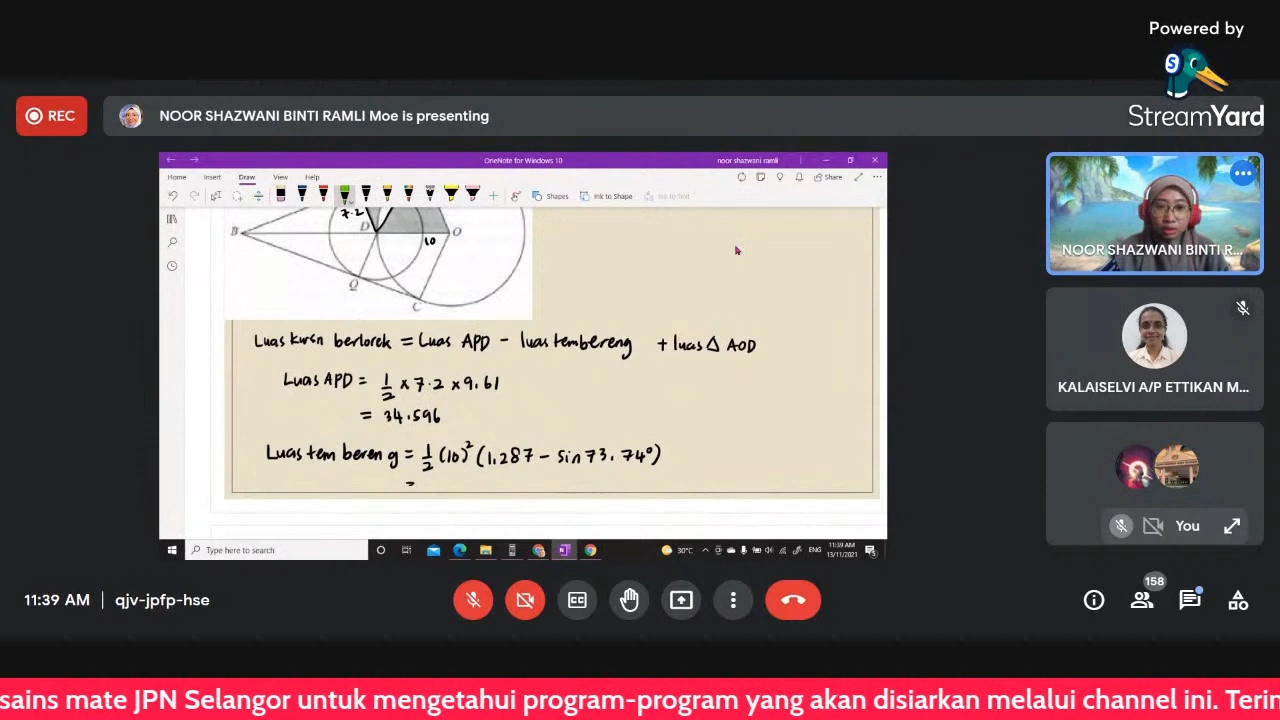 Powered by
StreamYard
REC
NOOR SHAZWANI BINTI RAMLI Moe is presenting
OneNote for Windows 10
noor shazwani ramli
Home Insert Draw View Help
Share
Shapes
Ink to Shape
Ink to Text
7.2
B
D
O
10
Q
C
Luas kwsn berlorek = Luas APD - luas tembereng + luas △ AOD
Luas APD = 1/2 x 7.2 x 9.61
= 34.596
Luas tembereng = 1/2 (10)² (1.287 - sin 73.74°)
=
Type here to search
30°C
ENG
11:39 AM
13/11/2021
NOOR SHAZWANI BINTI R...
KALAISELVI A/P ETTIKAN M...
You
11:39 AM | qjv-jpfp-hse
CC
158
sains mate JPN Selangor untuk mengetahui program-program yang akan disiarkan melalui channel ini. Terin